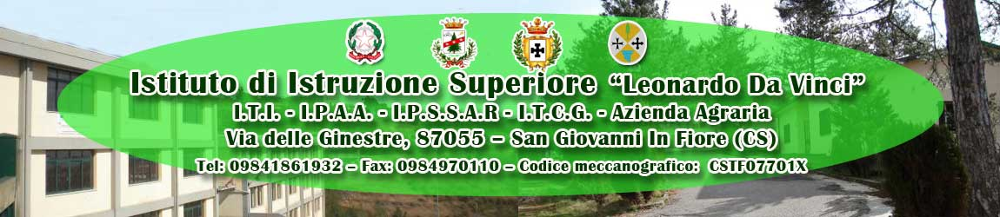 Istituto di Istruzione Superiore “Leonardo Da Vinci”
I.T.I. - I.P.A.A. - I.P.S.S.A.R - I.T.C.G. - Azienda Agraria
Via delle Ginestre, 87055 – San Giovanni In Fiore (CS)
Tel: 09841861932 – Fax: 0984970110 – Codice meccanografico: CSTF07701X